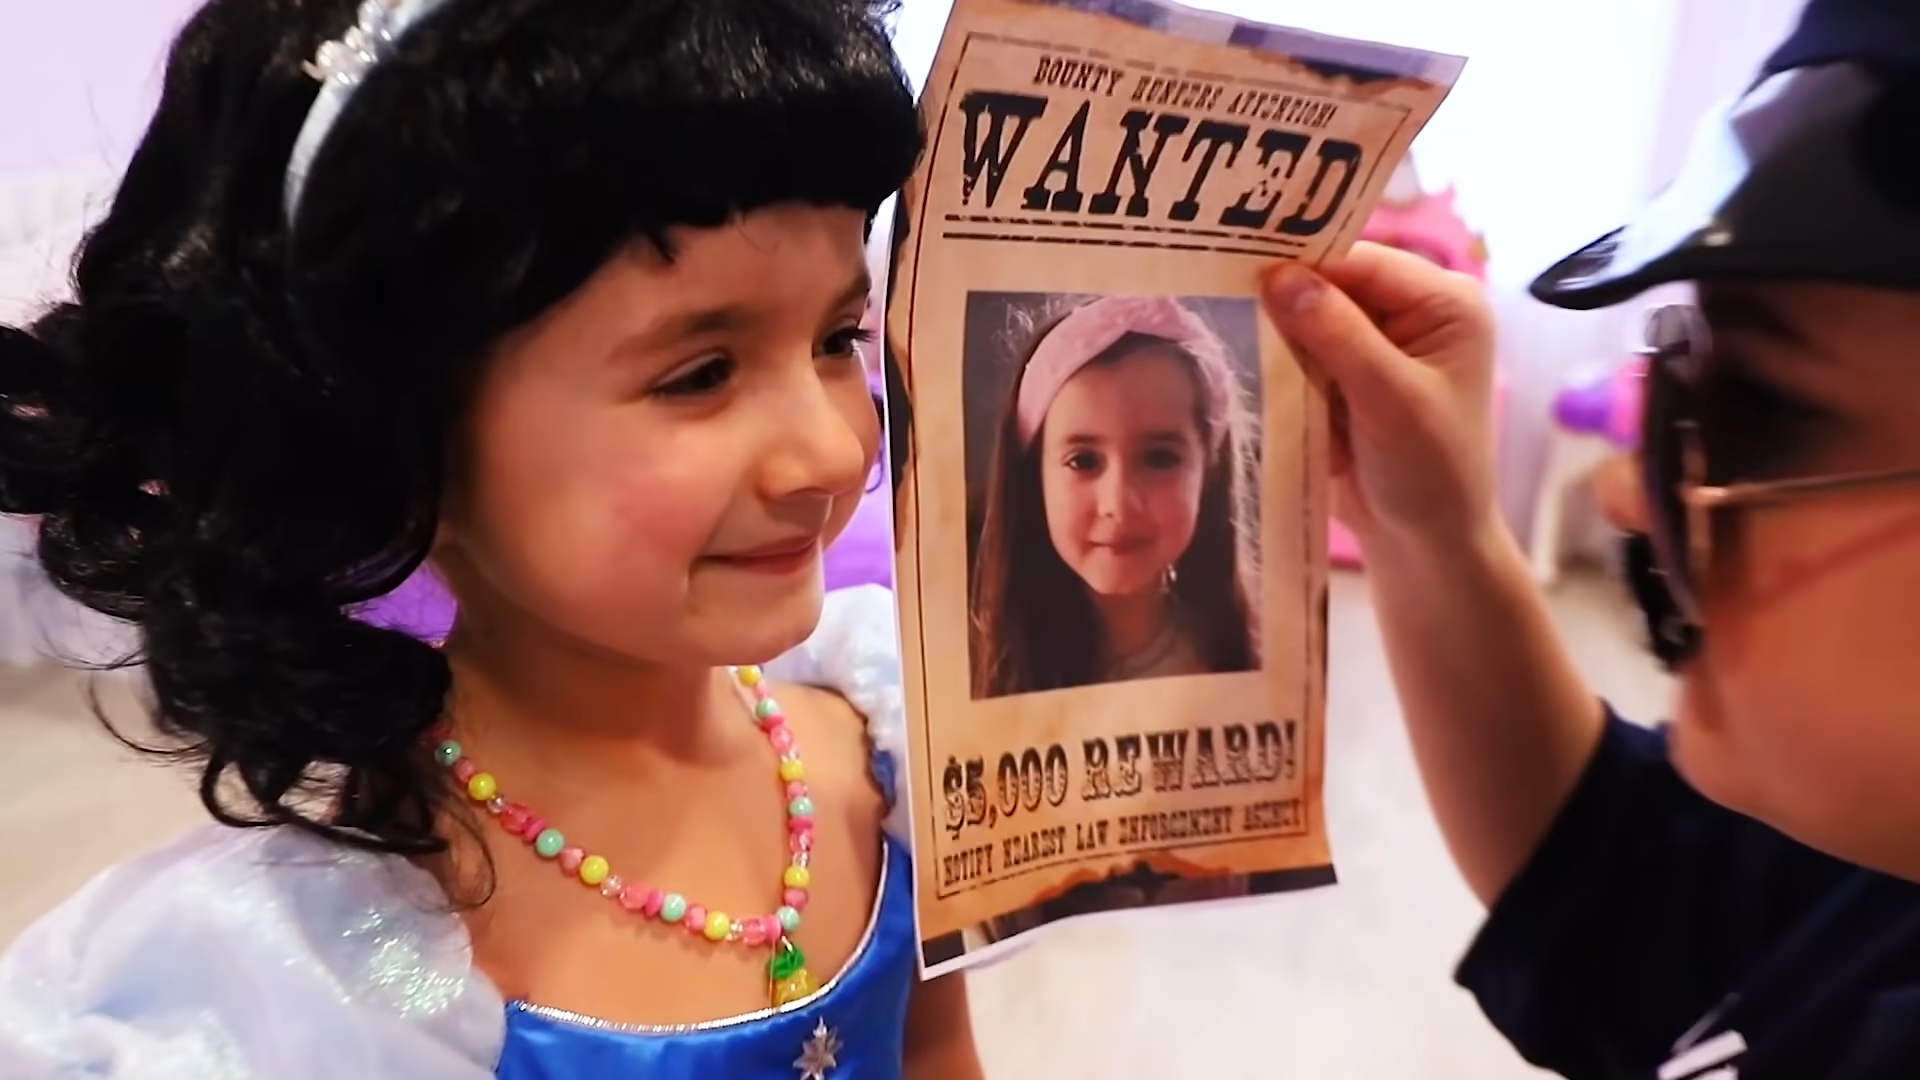 BOUNTY HUNTERS ATTENTION!
WANTED
$5,000 REWARD!
NOTIFY NEAREST LAW ENFORCEMENT AGENCY